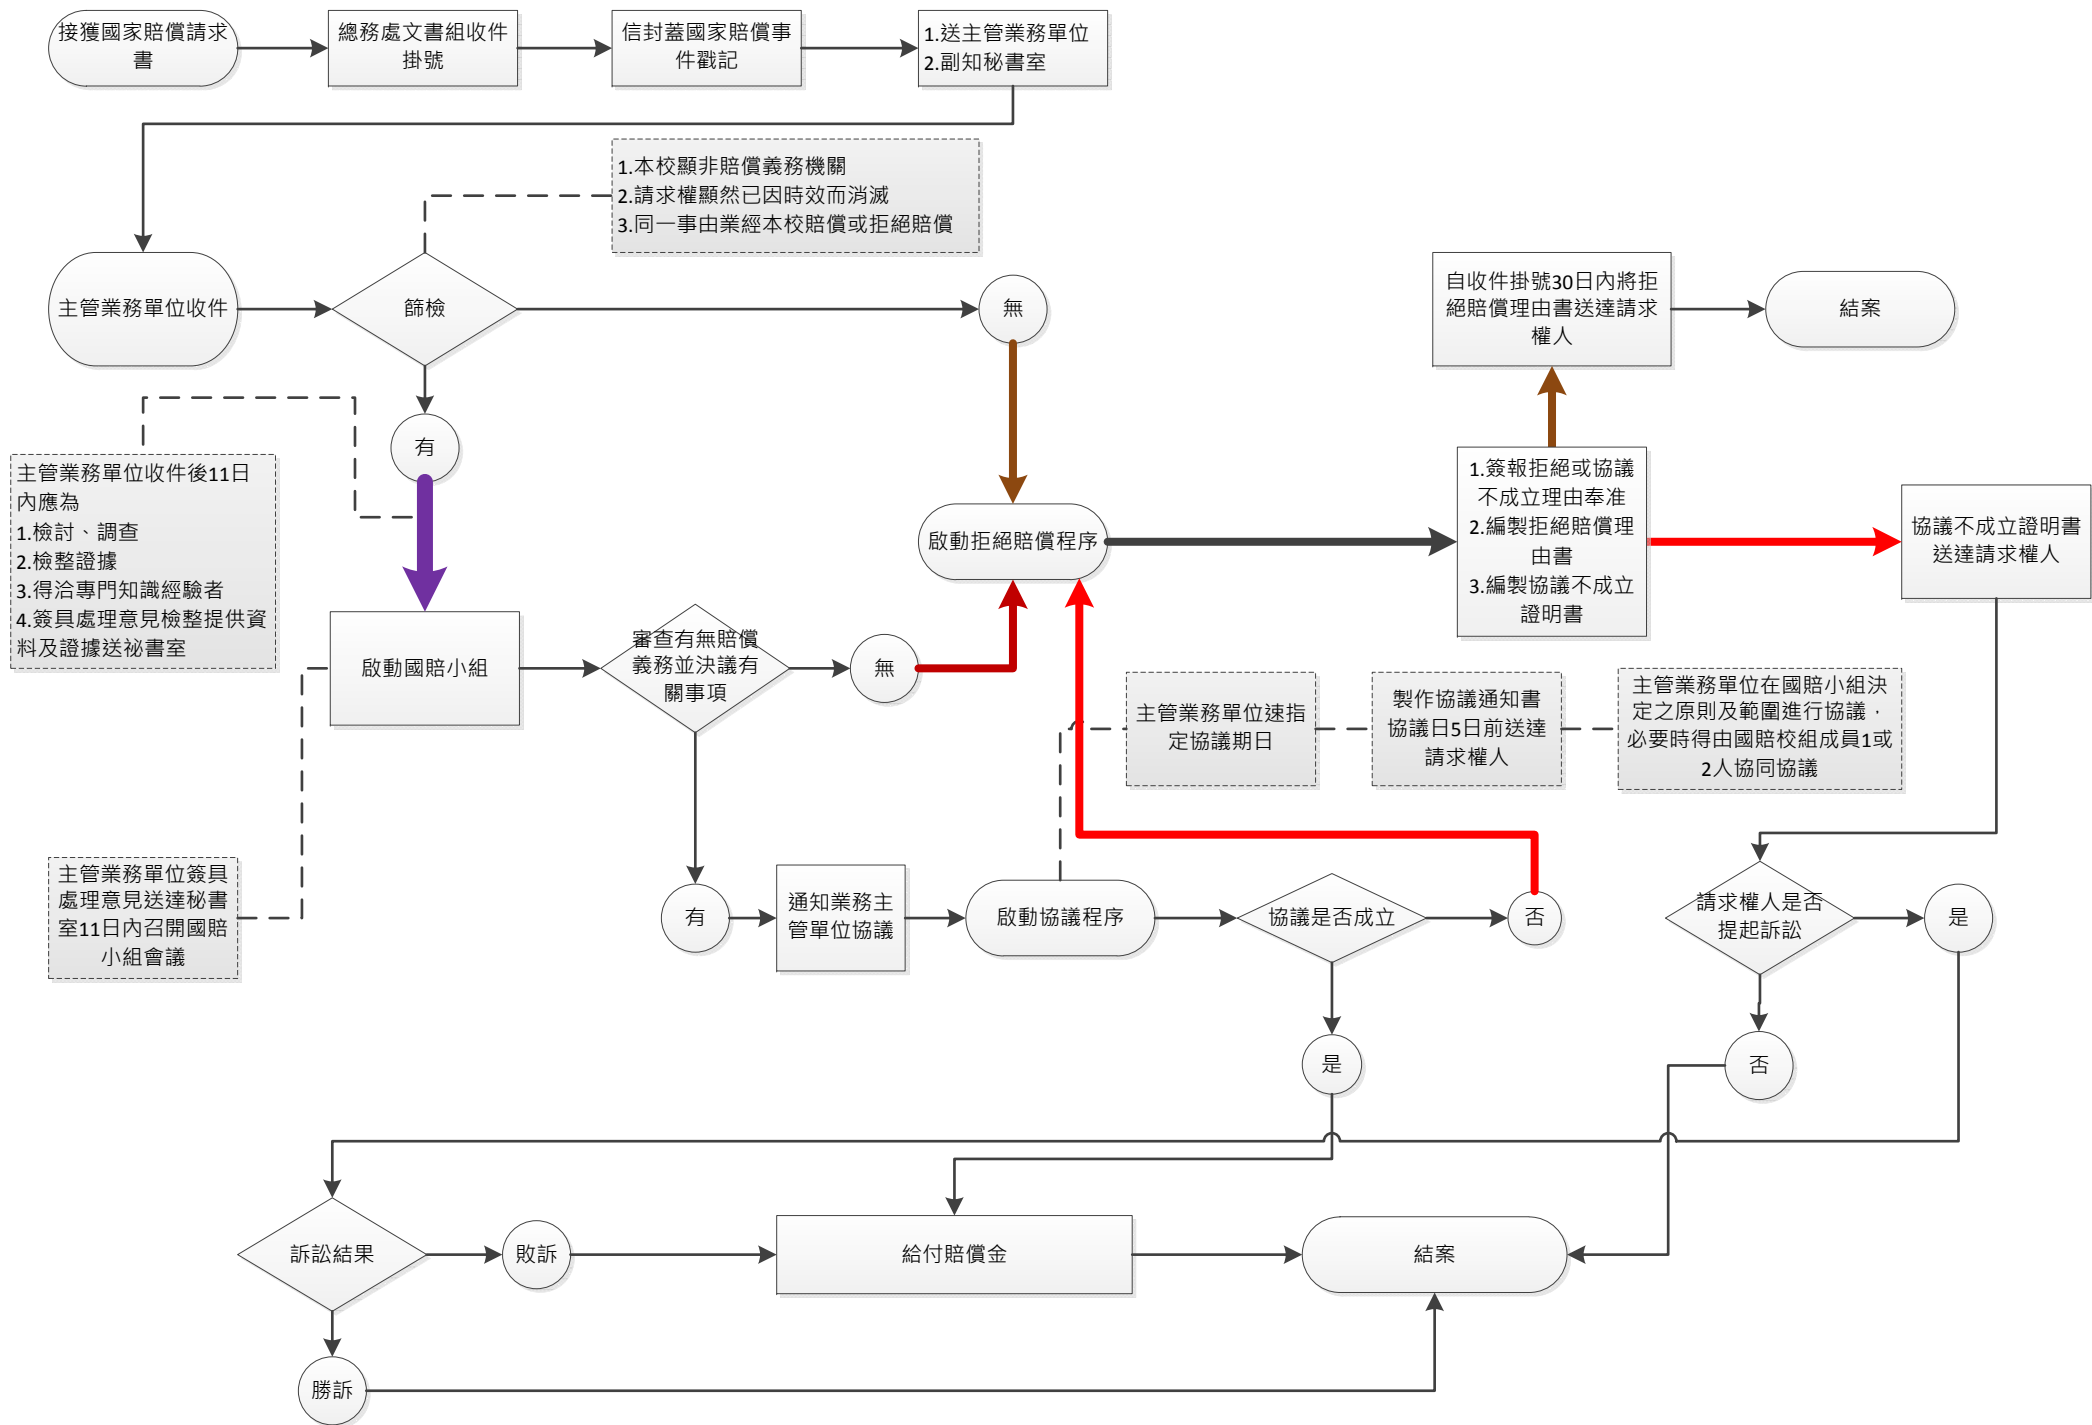 接獲國家賠償請求
書
總務處文書組收件
掛號
信封蓋國家賠償事
件戳記
1.送主管業務單位
2.副知秘書室
1.本校顯非賠償義務機關
2.請求權顯然已因時效而消滅
3.同一事由業經本校賠償或拒絕賠償
主管業務單位收件
篩檢
無
自收件掛號30日內將拒
絕賠償理由書送達請求
權人
結案
有
主管業務單位收件後11日
內應為
1.檢討、調查
2.檢整證據
3.得洽專門知識經驗者
4.簽具處理意見檢整提供資
料及證據送祕書室
啟動拒絕賠償程序
1.簽報拒絕或協議
不成立理由奉准
2.編製拒絕賠償理
由書
3.編製協議不成立
證明書
協議不成立證明書
送達請求權人
啟動國賠小組
審查有無賠償
義務並決議有
關事項
無
主管業務單位速指
定協議期日
製作協議通知書
協議日5日前送達
請求權人
主管業務單位在國賠小組決
定之原則及範圍進行協議，
必要時得由國賠校組成員1或
2人協同協議
主管業務單位簽具
處理意見送達秘書
室11日內召開國賠
小組會議
有
通知業務主
管單位協議
啟動協議程序
協議是否成立
否
請求權人是否
提起訴訟
是
是
否
訴訟結果
敗訴
給付賠償金
結案
勝訴